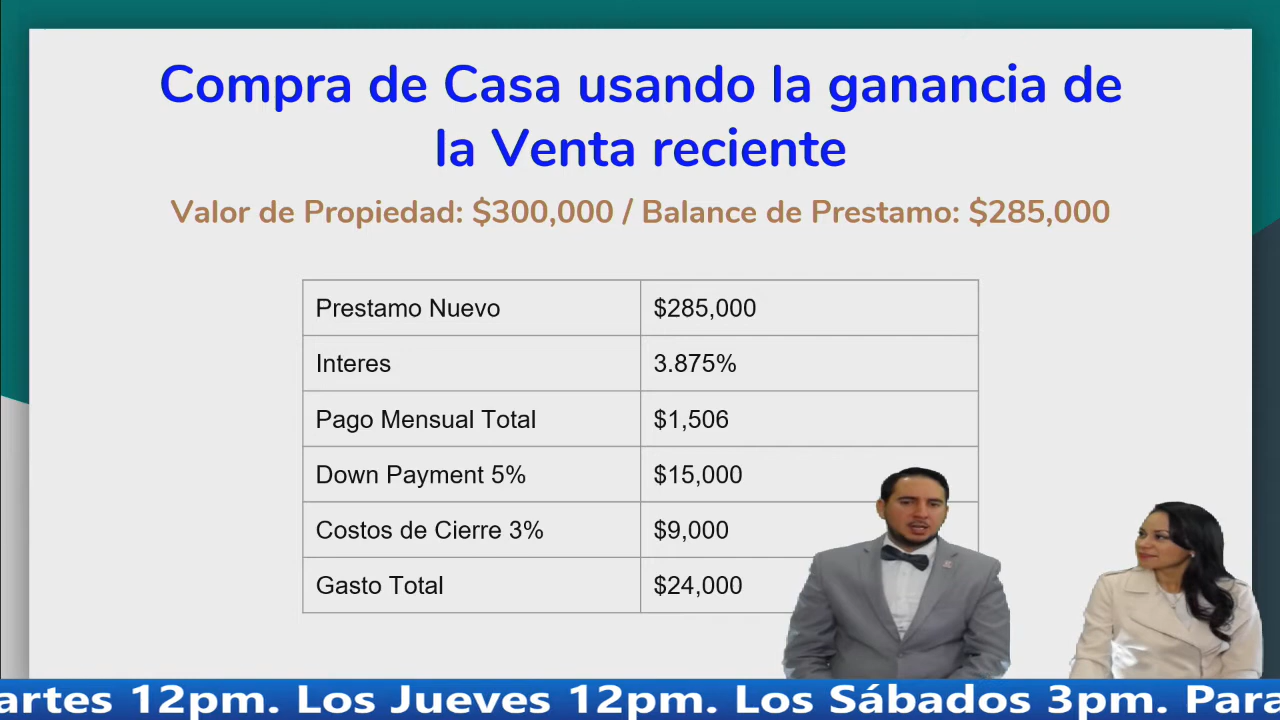 Compra de Casa usando la ganancia de
la Venta reciente
Valor de Propiedad: $300,000 / Balance de Prestamo: $285,000
Prestamo Nuevo $285,000
Interes 3.875%
Pago Mensual Total $1,506
Down Payment 5% $15,000
Costos de Cierre 3% $9,000
Gasto Total $24,000
artes 12pm. Los Jueves 12pm. Los Sábados 3pm. Para